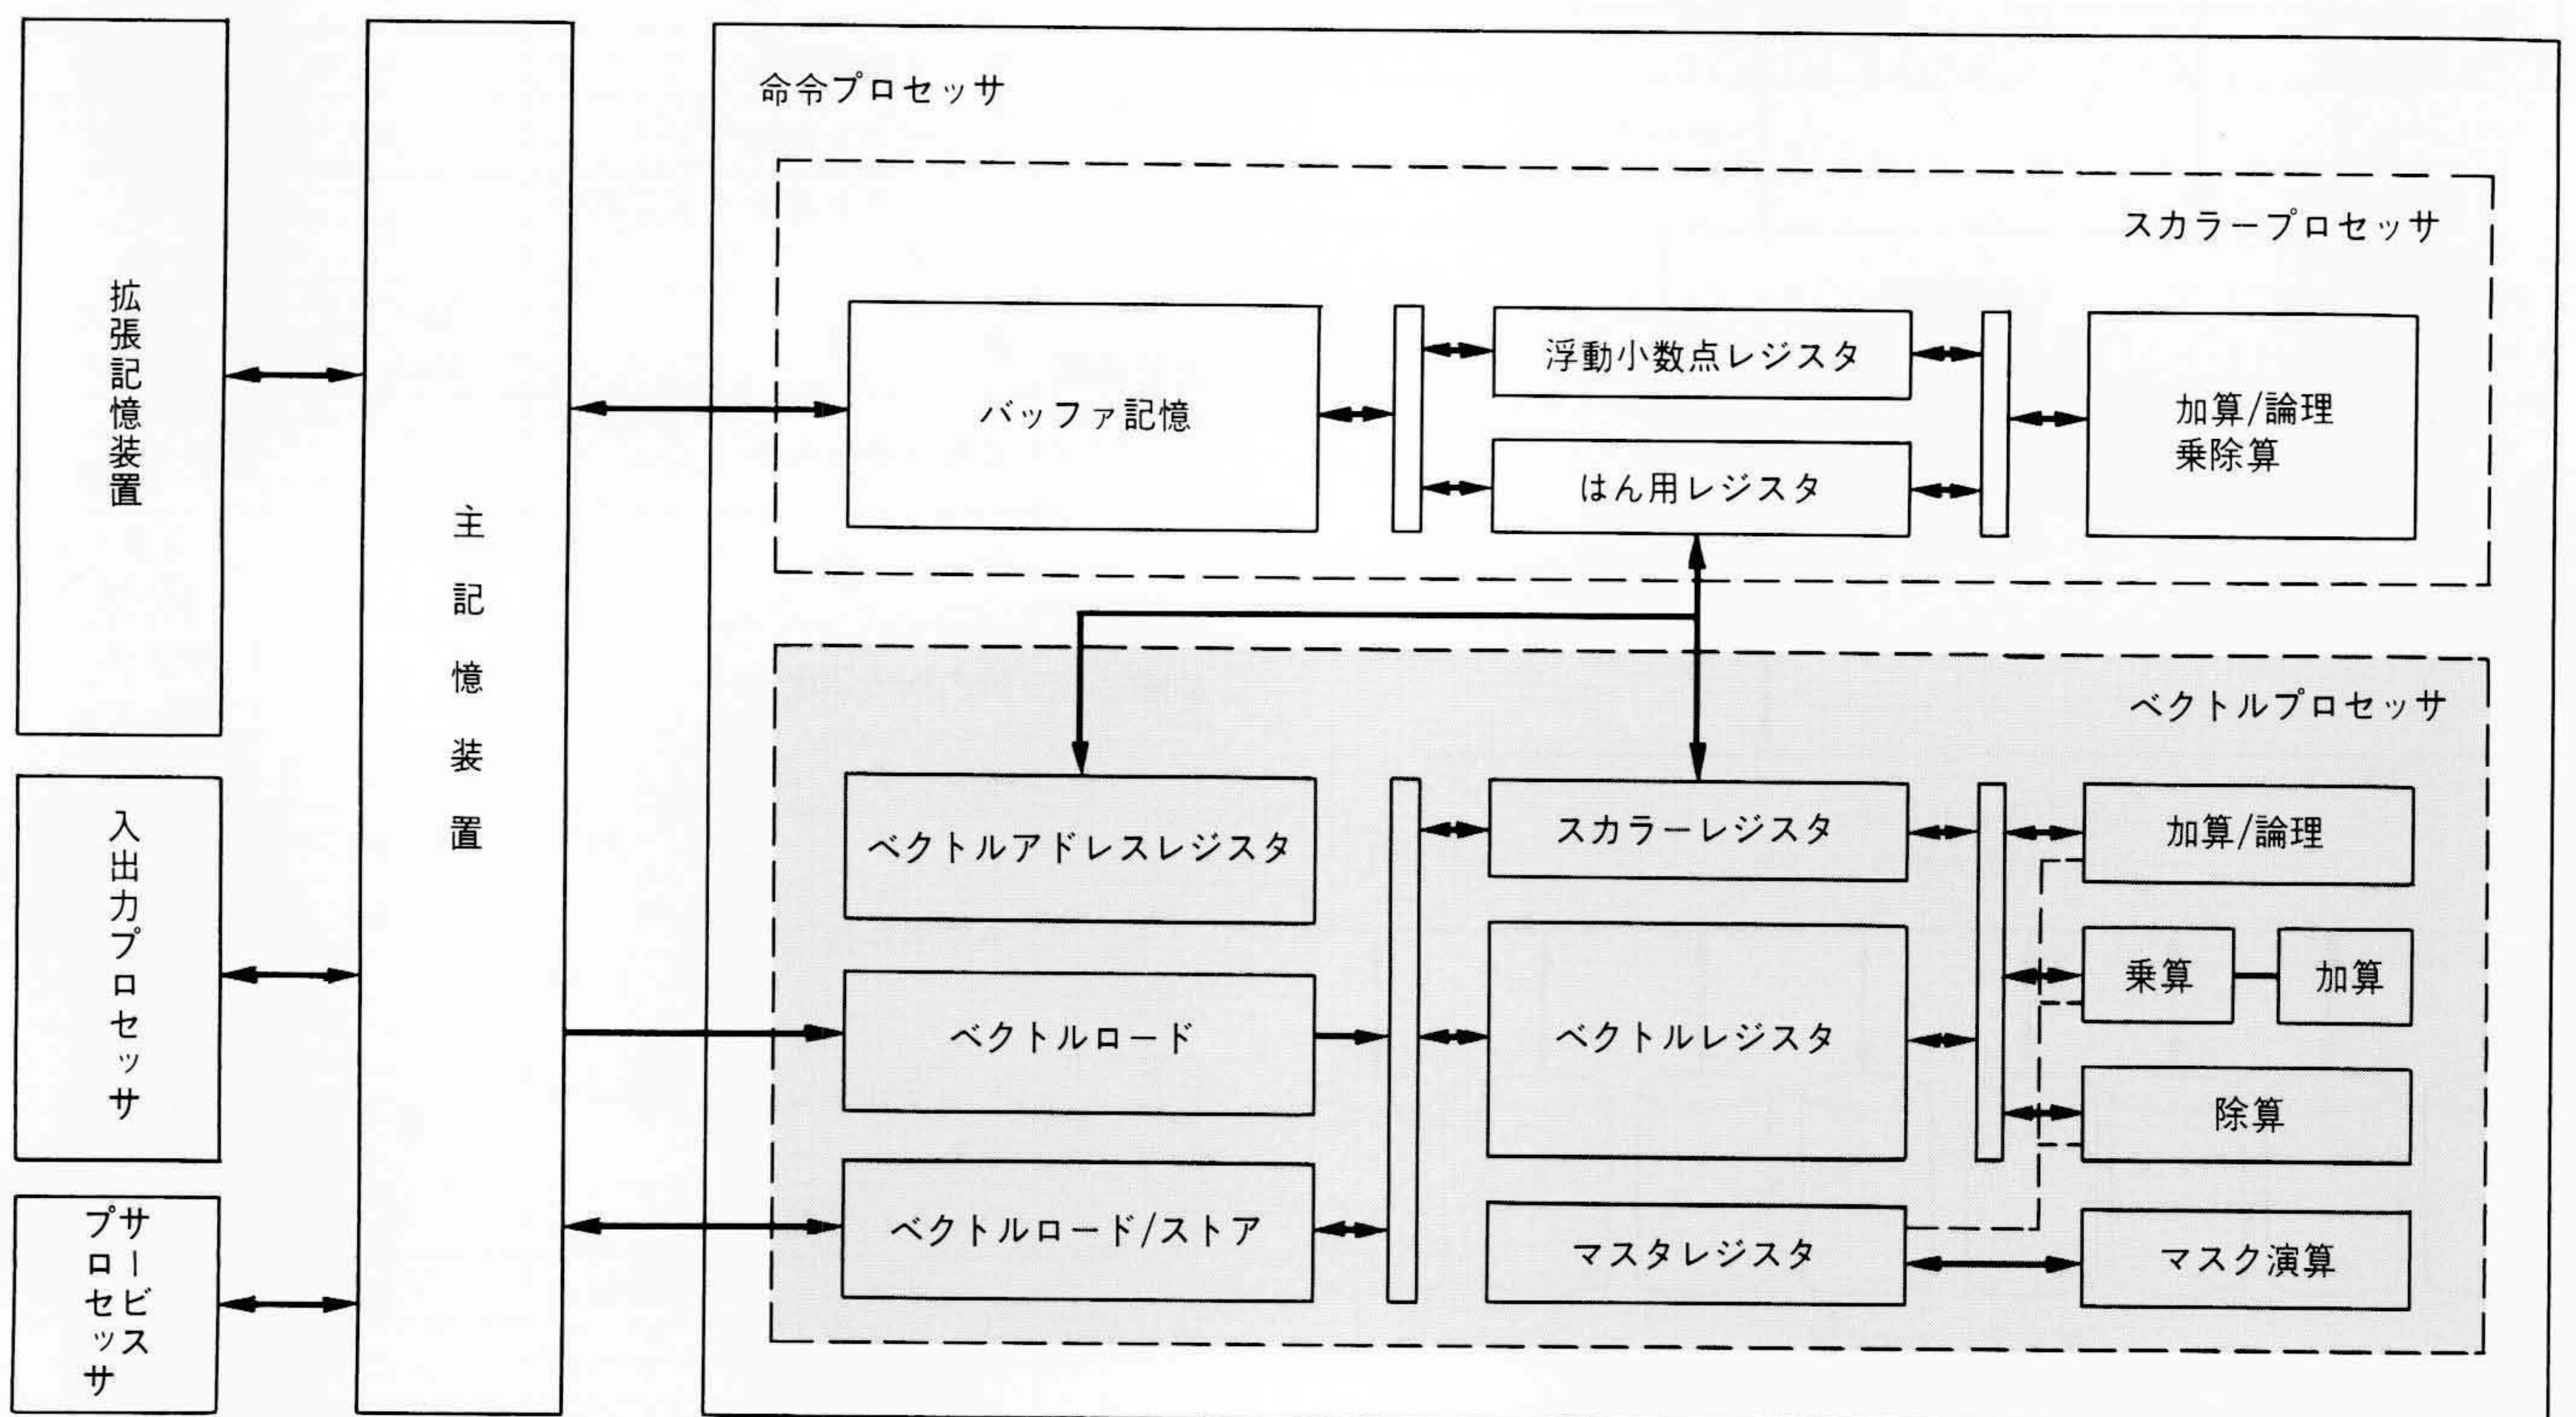 拡張記憶装置
主記憶装置
入出力プロセッサ
サービス
プロセッサ
命令プロセッサ
スカラープロセッサ
バッファ記憶
浮動小数点レジスタ
はん用レジスタ
加算/論理
乗除算
ベクトルプロセッサ
ベクトルアドレスレジスタ
スカラーレジスタ
加算/論理
ベクトルロード
ベクトルレジスタ
乗算
加算
除算
ベクトルロード/ストア
マスタレジスタ
マスク演算